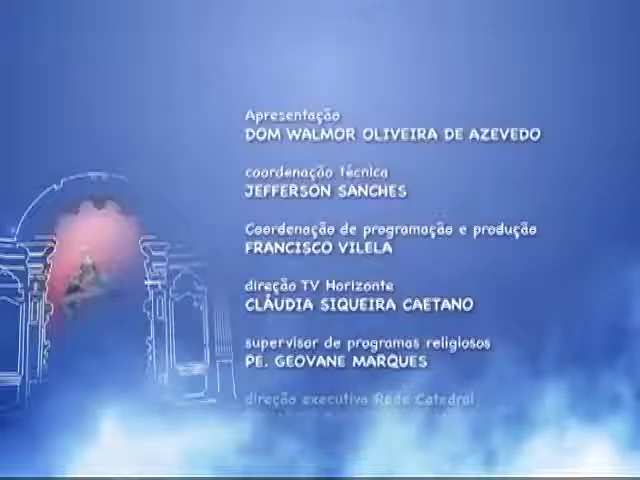 Apresentação
DOM WALMOR OLIVEIRA DE AZEVEDO
coordenação técnica
JEFFERSON SANCHES
Coordenação de programação e produção
FRANCISCO VILELA
direção TV Horizonte
CLÁUDIA SIQUEIRA CAETANO
supervisor de programas religiosos
PE. GEOVANE MARQUES
direção executiva Rede Catedral